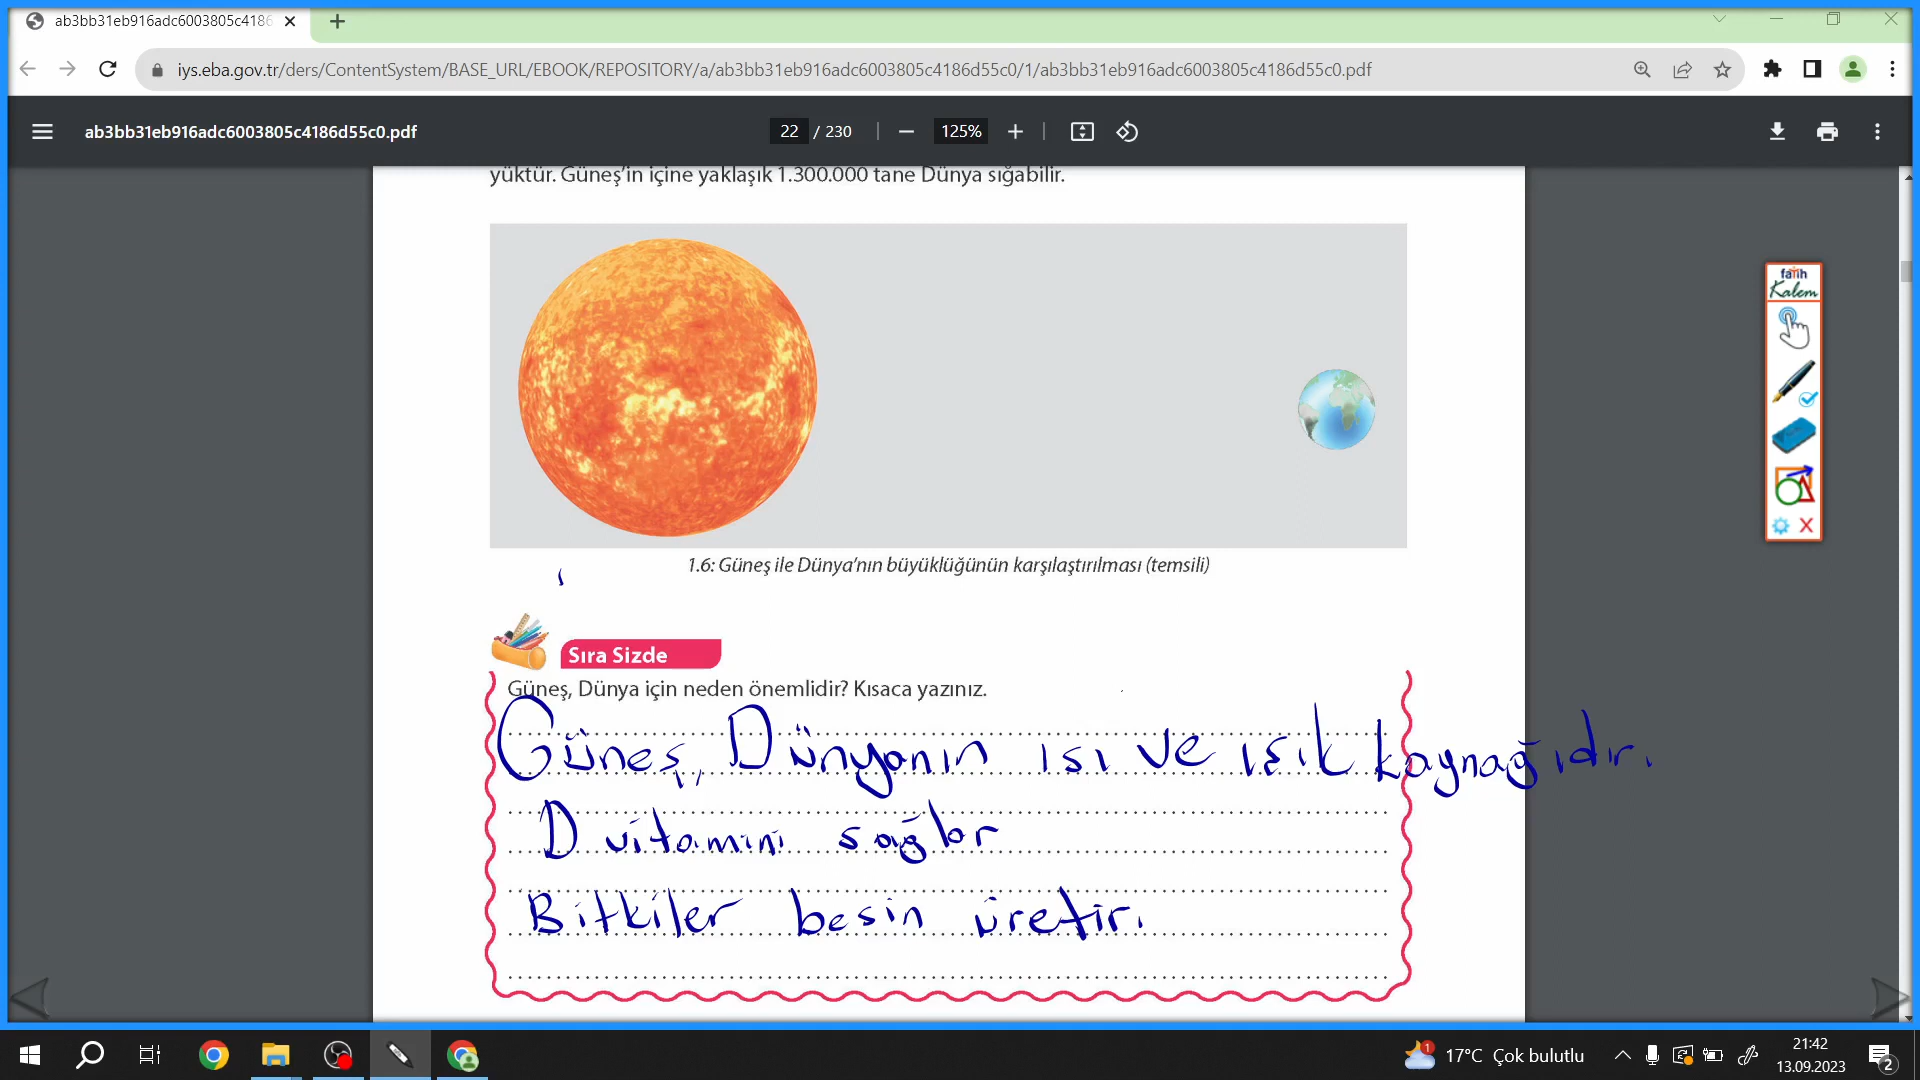 ab3bb31eb916adc6003805c4186
iys.eba.gov.tr/ders/ContentSystem/BASE_URL/EBOOK/REPOSITORY/a/ab3bb31eb916adc6003805c4186d55c0/1/ab3bb31eb916adc6003805c4186d55c0.pdf
ab3bb31eb916adc6003805c4186d55c0.pdf 22 / 230 125%
yüktür. Güneş'in içine yaklaşık 1.300.000 tane Dünya sığabilir.
fatih
Kalem
1.6: Güneş ile Dünya'nın büyüklüğünün karşılaştırılması (temsili)
Sıra Sizde
Güneş, Dünya için neden önemlidir? Kısaca yazınız.
Güneş, Dünyanın ısı ve ışık kaynağıdır.
D vitamini sağlar
Bitkiler besin üretir.
1 17°C Çok bulutlu
21:42
13.09.2023
2